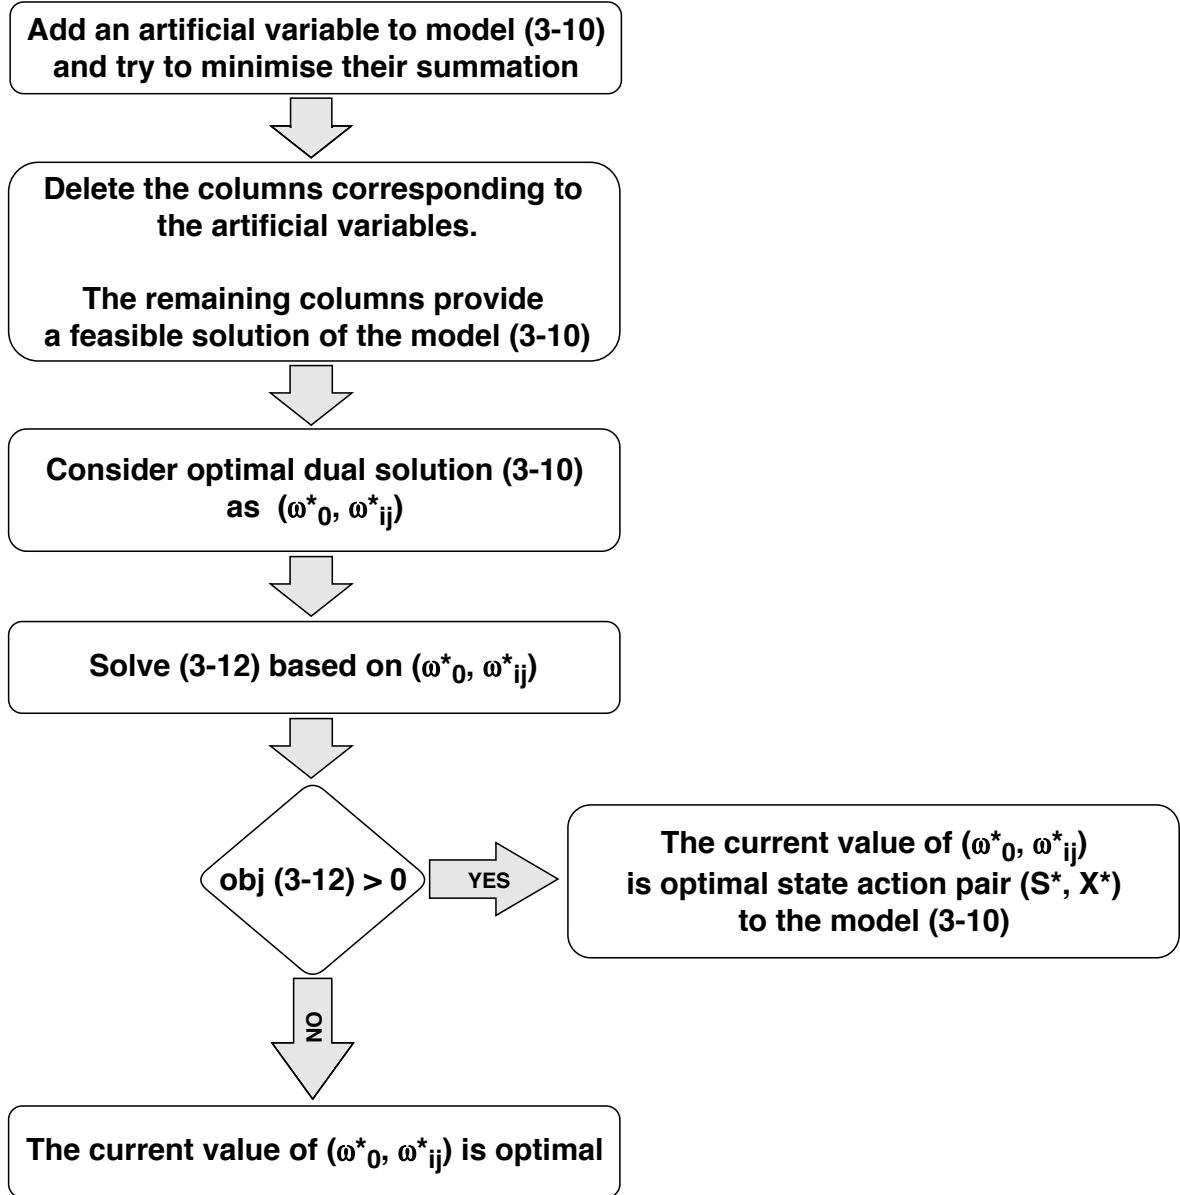 Add an artificial variable to model (3-10)
and try to minimise their summation
Delete the columns corresponding to
the artificial variables.
The remaining columns provide
a feasible solution of the model (3-10)
Consider optimal dual solution (3-10)
as (ω*0, ω*ij)
Solve (3-12) based on (ω*0, ω*ij)
obj (3-12) > 0
YES
The current value of (ω*0, ω*ij)
is optimal state action pair (S*, X*)
to the model (3-10)
NO
The current value of (ω*0, ω*ij) is optimal